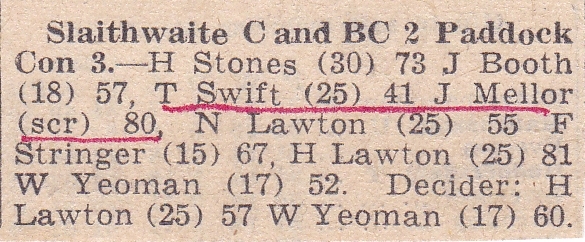 Slaithwaite C and BC 2 Paddock
Con 3.—H Stones (30) 73 J Booth
(18) 57, T Swift (25) 41 J Mellor
(scr) 80, N Lawton (25) 55 F
Stringer (15) 67, H Lawton (25) 81
W Yeoman (17) 52. Decider: H
Lawton (25) 57 W Yeoman (17) 60.